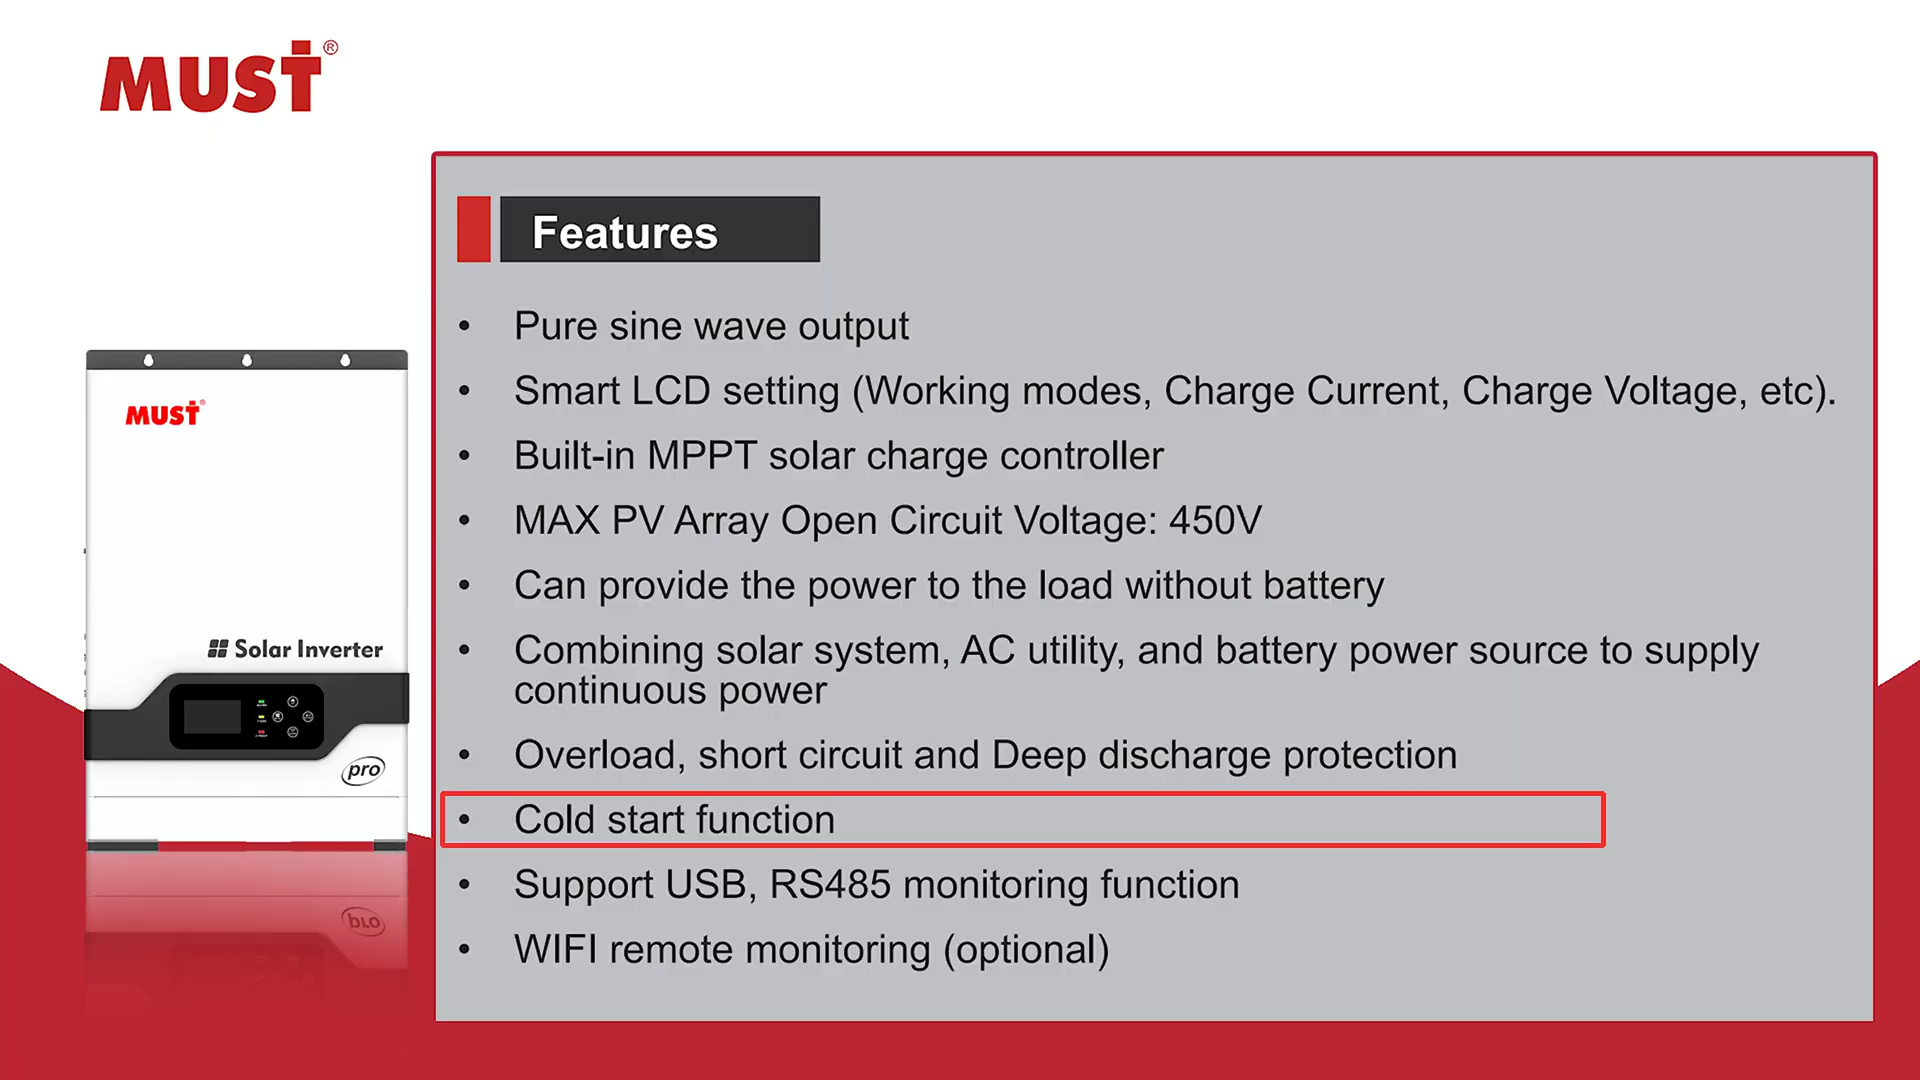 MUST®
Features
• Pure sine wave output
• Smart LCD setting (Working modes, Charge Current, Charge Voltage, etc).
• Built-in MPPT solar charge controller
• MAX PV Array Open Circuit Voltage: 450V
• Can provide the power to the load without battery
• Combining solar system, AC utility, and battery power source to supply
continuous power
• Overload, short circuit and Deep discharge protection
• Cold start function
• Support USB, RS485 monitoring function
• WIFI remote monitoring (optional)
MUST®
Solar Inverter
pro